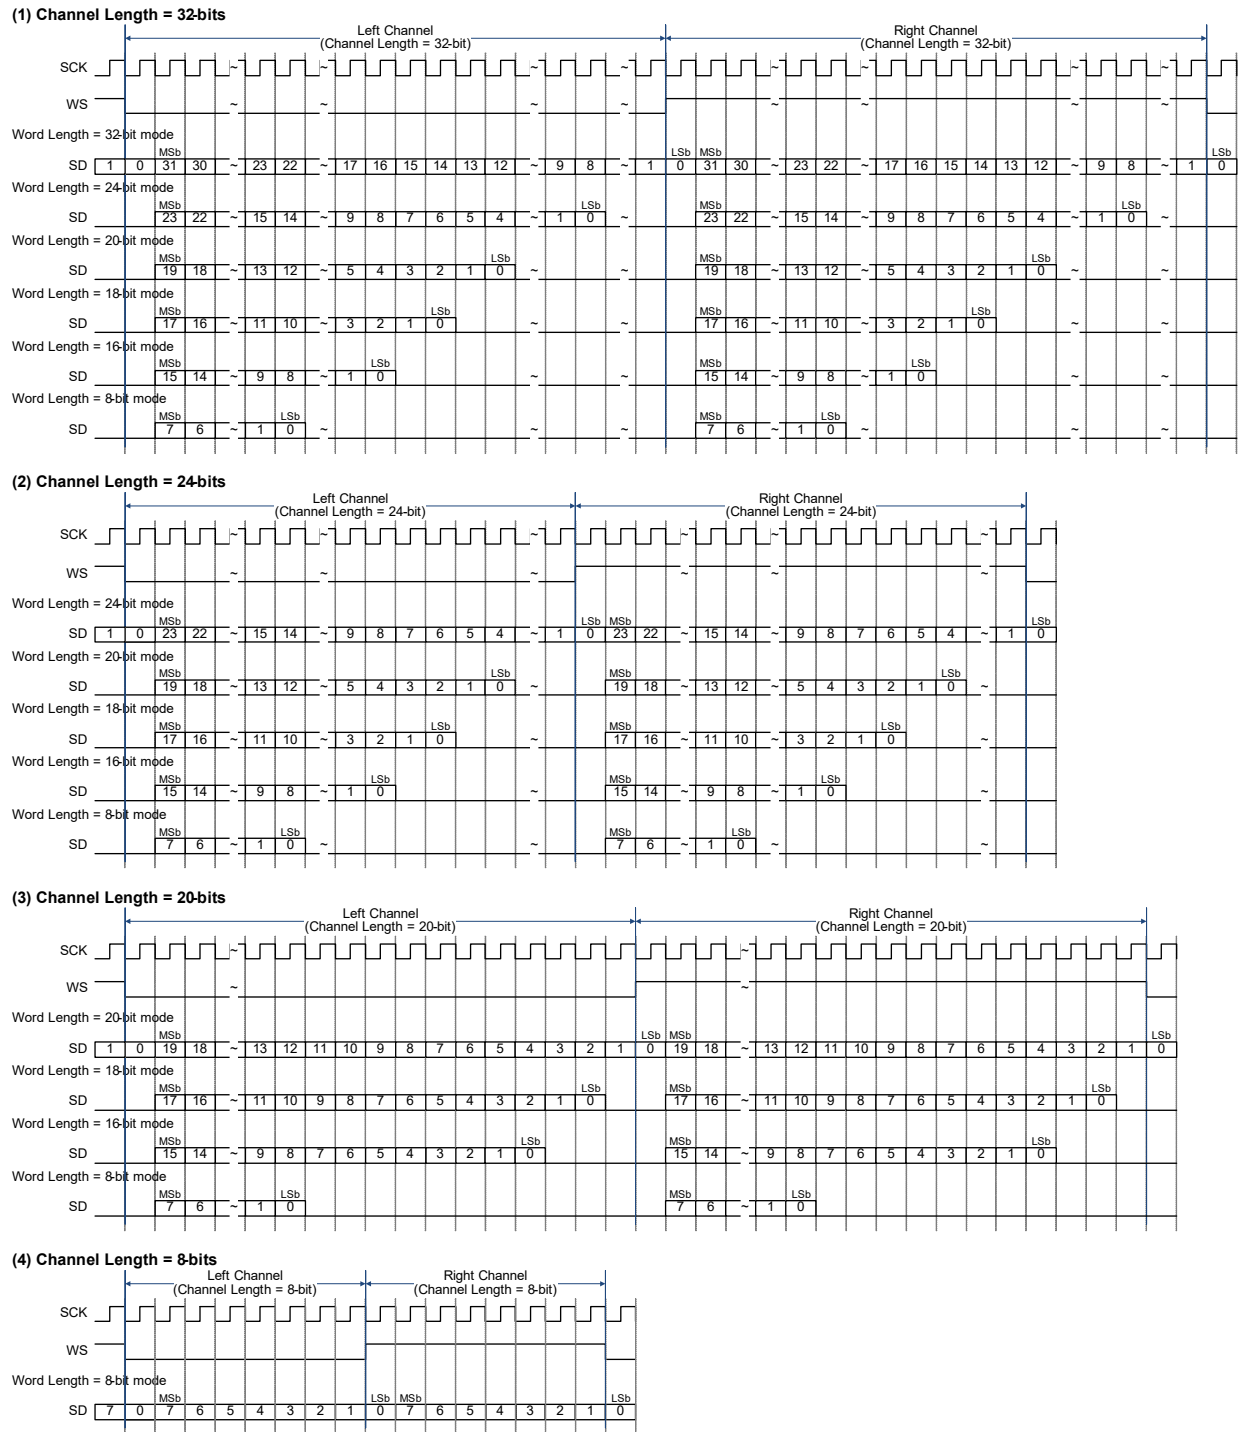 (1) Channel Length = 32-bits
Left Channel Right Channel
(Channel Length = 32-bit) (Channel Length = 32-bit)
SCK ~ ~ ~ ~ ~ ~ ~ ~
WS ~ ~ ~ ~ ~ ~ ~ ~
Word Length = 32-bit mode
MSb LSb MSb LSb
SD 1 0 31 30 ~ 23 22 ~ 17 16 15 14 13 12 ~ 9 8 ~ 1 0 31 30 ~ 23 22 ~ 17 16 15 14 13 12 ~ 9 8 ~ 1 0
Word Length = 24-bit mode
MSb LSb MSb LSb
SD 23 22 ~ 15 14 ~ 9 8 7 6 5 4 ~ 1 0 ~ 23 22 ~ 15 14 ~ 9 8 7 6 5 4 ~ 1 0 ~
Word Length = 20-bit mode
MSb LSb MSb LSb
SD 19 18 ~ 13 12 ~ 5 4 3 2 1 0 ~ ~ 19 18 ~ 13 12 ~ 5 4 3 2 1 0 ~ ~
Word Length = 18-bit mode
MSb LSb MSb LSb
SD 17 16 ~ 11 10 ~ 3 2 1 0 ~ ~ 17 16 ~ 11 10 ~ 3 2 1 0 ~ ~
Word Length = 16-bit mode
MSb LSb MSb LSb
SD 15 14 ~ 9 8 ~ 1 0 ~ ~ 15 14 ~ 9 8 ~ 1 0 ~ ~
Word Length = 8-bit mode
MSb LSb MSb LSb
SD 7 6 ~ 1 0 ~ ~ ~ 7 6 ~ 1 0 ~ ~ ~
(2) Channel Length = 24-bits
Left Channel Right Channel
(Channel Length = 24-bit) (Channel Length = 24-bit)
SCK ~ ~ ~ ~ ~ ~
WS ~ ~ ~ ~ ~ ~
Word Length = 24-bit mode
MSb LSb MSb LSb
SD 1 0 23 22 ~ 15 14 ~ 9 8 7 6 5 4 ~ 1 0 23 22 ~ 15 14 ~ 9 8 7 6 5 4 ~ 1 0
Word Length = 20-bit mode
MSb LSb MSb LSb
SD 19 18 ~ 13 12 ~ 5 4 3 2 1 0 ~ 19 18 ~ 13 12 ~ 5 4 3 2 1 0 ~
Word Length = 18-bit mode
MSb LSb MSb LSb
SD 17 16 ~ 11 10 ~ 3 2 1 0 ~ 17 16 ~ 11 10 ~ 3 2 1 0 ~
Word Length = 16-bit mode
MSb LSb MSb LSb
SD 15 14 ~ 9 8 ~ 1 0 ~ 15 14 ~ 9 8 ~ 1 0 ~
Word Length = 8-bit mode
MSb LSb MSb LSb
SD 7 6 ~ 1 0 ~ ~ 7 6 ~ 1 0 ~ ~
(3) Channel Length = 20-bits
Left Channel Right Channel
(Channel Length = 20-bit) (Channel Length = 20-bit)
SCK ~ ~
WS ~ ~
Word Length = 20-bit mode
MSb LSb MSb LSb
SD 1 0 19 18 ~ 13 12 11 10 9 8 7 6 5 4 3 2 1 0 19 18 ~ 13 12 11 10 9 8 7 6 5 4 3 2 1 0
Word Length = 18-bit mode
MSb LSb MSb LSb
SD 17 16 ~ 11 10 9 8 7 6 5 4 3 2 1 0 17 16 ~ 11 10 9 8 7 6 5 4 3 2 1 0
Word Length = 16-bit mode
MSb LSb MSb LSb
SD 15 14 ~ 9 8 7 6 5 4 3 2 1 0 15 14 ~ 9 8 7 6 5 4 3 2 1 0
Word Length = 8-bit mode
MSb LSb MSb LSb
SD 7 6 ~ 1 0 7 6 ~ 1 0
(4) Channel Length = 8-bits
Left Channel Right Channel
(Channel Length = 8-bit) (Channel Length = 8-bit)
SCK
WS
Word Length = 8-bit mode
MSb LSb MSb LSb
SD 7 0 7 6 5 4 3 2 1 0 7 6 5 4 3 2 1 0